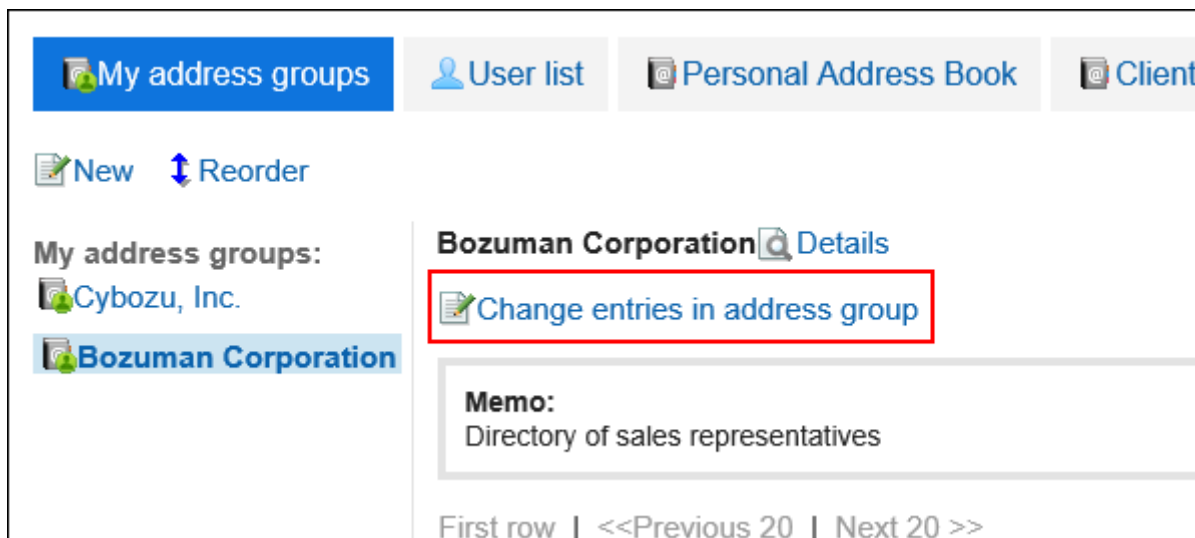 My address groups User list Personal Address Book Client
New Reorder
My address groups:
Cybozu, Inc.
Bozuman Corporation
Bozuman Corporation Details
Change entries in address group
Memo:
Directory of sales representatives
First row | <<Previous 20 | Next 20 >>